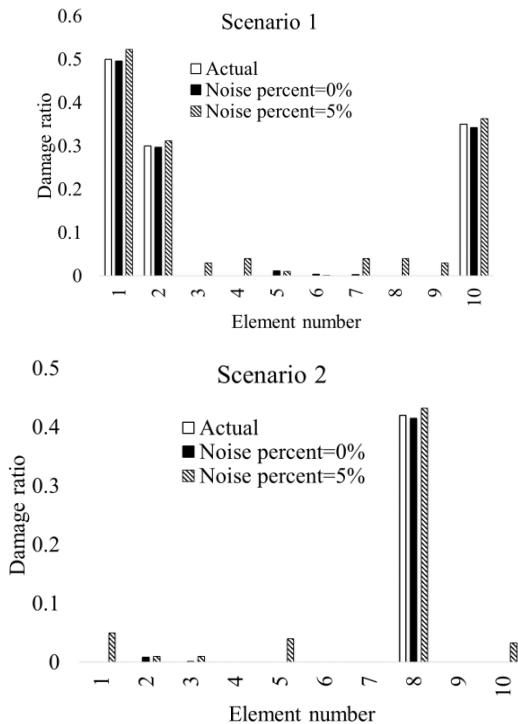 Scenario 1
0.6
0.5
0.4
0.3
0.2
0.1
0
Damage ratio
Actual
Noise percent=0%
Noise percent=5%
1 2 3 4 5 6 7 8 9 10
Element number
Scenario 2
0.5
0.4
0.3
0.2
0.1
0
Damage ratio
Actual
Noise percent=0%
Noise percent=5%
1 2 3 4 5 6 7 8 9 10
Element number